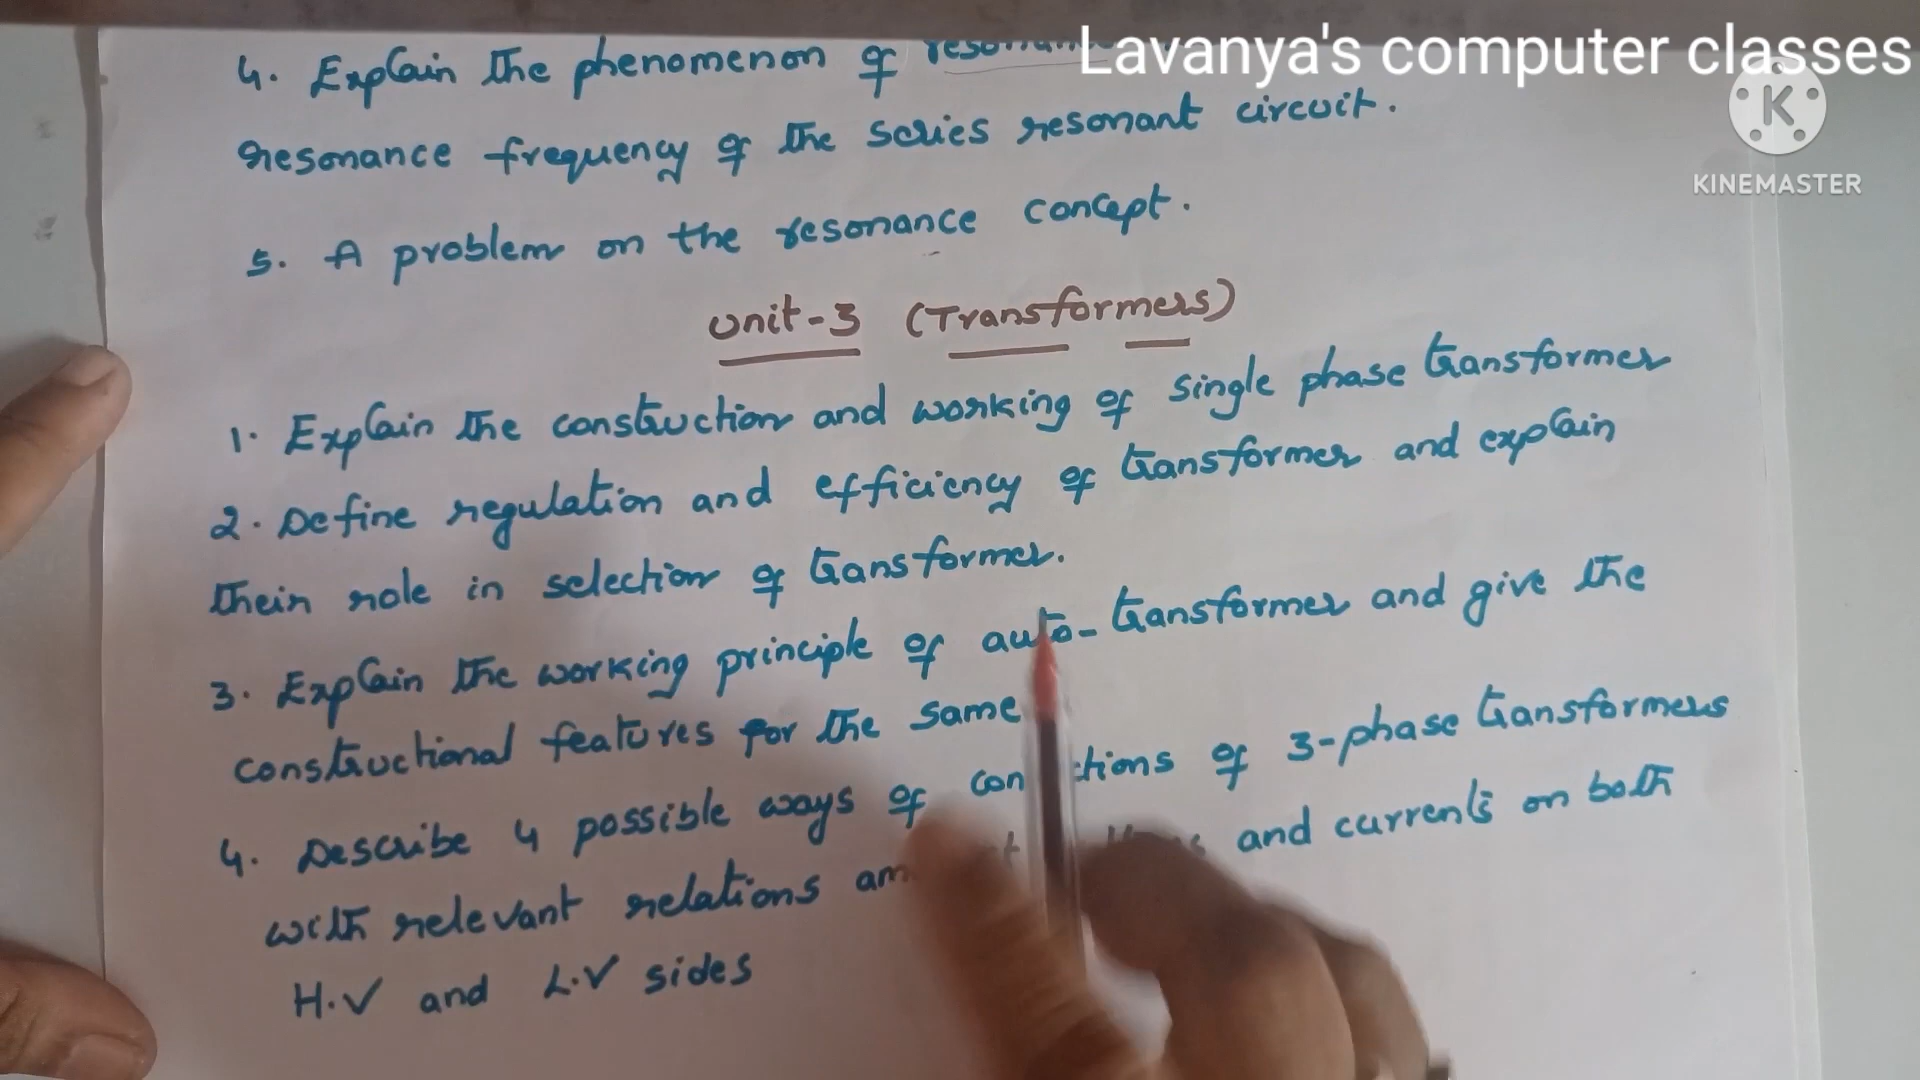 Lavanya's computer classes
K
KINEMASTER
4. Explain the phenomenon of
resonance frequency of the series resonant circuit.
5. A problem on the resonance concept.
Unit-3 (Transformers)
1. Explain the construction and working of single phase transformer
2. Define regulation and efficiency of transformer and explain
their role in selection of transformer.
3. Explain the working principle of auto-transformer and give the
constructional features for the same
4. Describe 4 possible ways of of 3-phase transformers
with relevant relations and currents on both
H.V and L.V sides